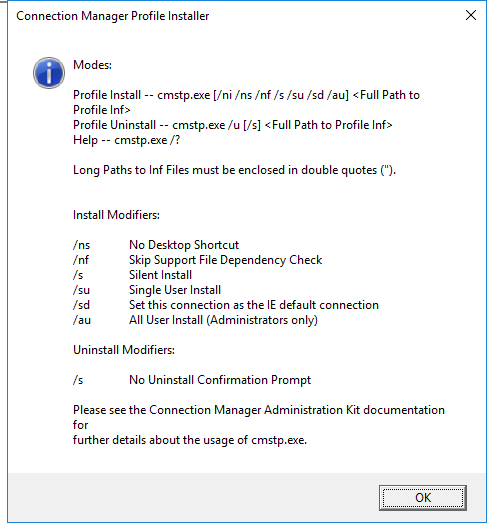 Connection Manager Profile Installer
Modes:
Profile Install -- cmstp.exe [/ni /ns /nf /s /su /sd /au] <Full Path to
Profile Inf>
Profile Uninstall -- cmstp.exe /u [/s] <Full Path to Profile Inf>
Help -- cmstp.exe /?
Long Paths to Inf Files must be enclosed in double quotes (").
Install Modifiers:
/ns No Desktop Shortcut
/nf Skip Support File Dependency Check
/s Silent Install
/su Single User Install
/sd Set this connection as the IE default connection
/au All User Install (Administrators only)
Uninstall Modifiers:
/s No Uninstall Confirmation Prompt
Please see the Connection Manager Administration Kit documentation
for
further details about the usage of cmstp.exe.
OK